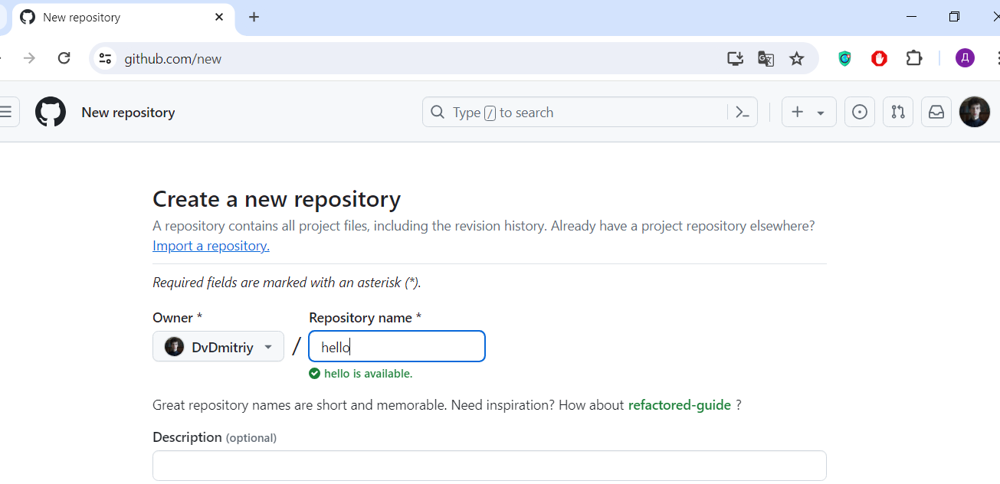 New repository
github.com/new
Д
New repository
Type / to search
Create a new repository
A repository contains all project files, including the revision history. Already have a project repository elsewhere?
Import a repository.
Required fields are marked with an asterisk (*).
Owner * Repository name *
DvDmitriy / hello
hello is available.
Great repository names are short and memorable. Need inspiration? How about refactored-guide ?
Description (optional)